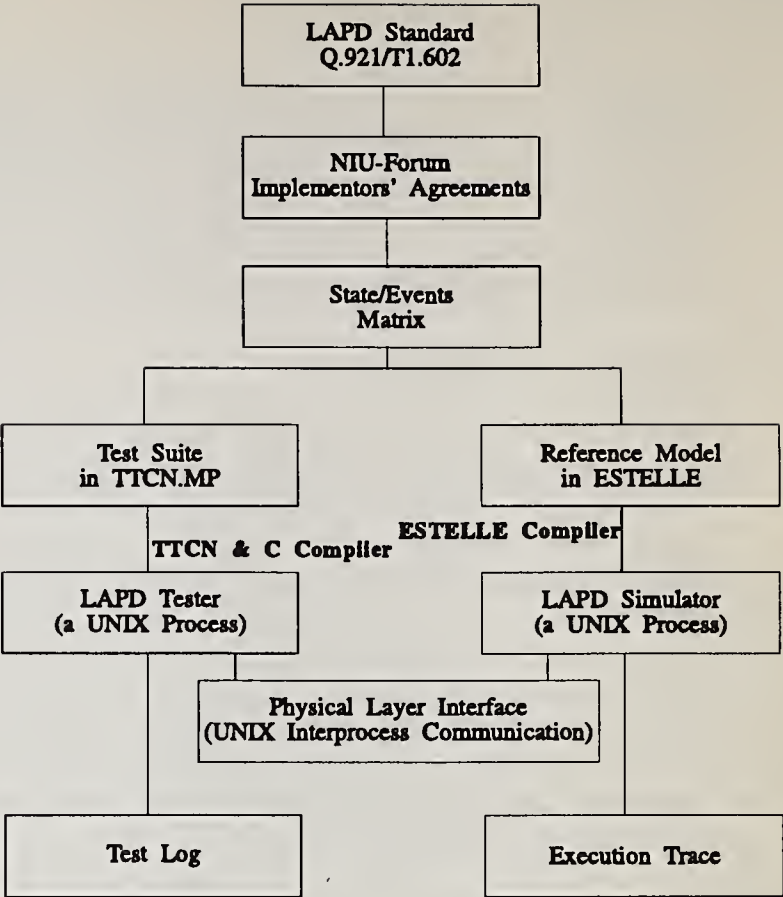 LAPD Standard
Q.921/T1.602
NIU-Forum
Implementors' Agreements
State/Events
Matrix
Test Suite
in TTCN.MP
Reference Model
in ESTELLE
TTCN & C Compiler
ESTELLE Compiler
LAPD Tester
(a UNIX Process)
LAPD Simulator
(a UNIX Process)
Physical Layer Interface
(UNIX Interprocess Communication)
Test Log
Execution Trace